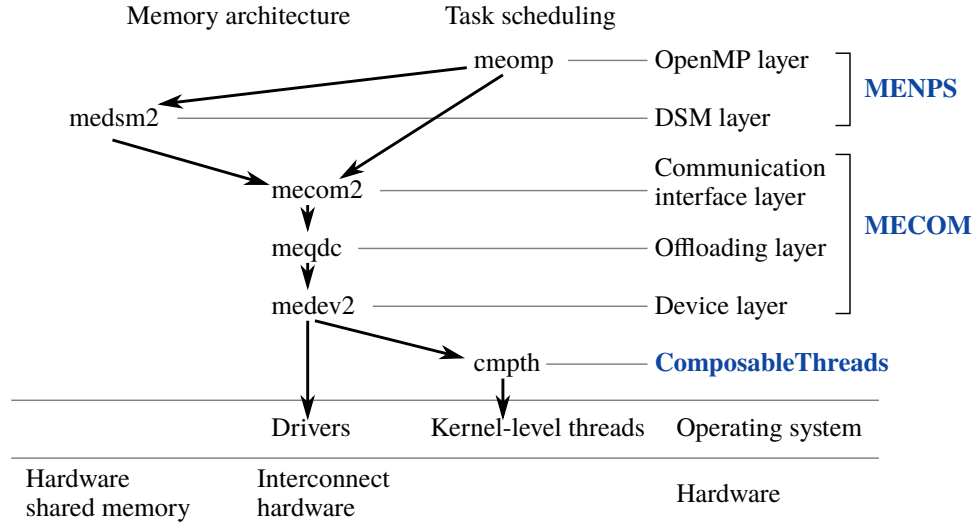 Memory architecture Task scheduling
meomp OpenMP layer
MENPS
medsm2 DSM layer
Communication
mecom2 interface layer
MECOM
meqdc Offloading layer
medev2 Device layer
cmpth ComposableThreads
Drivers Kernel-level threads Operating system
Hardware Interconnect
shared memory hardware Hardware